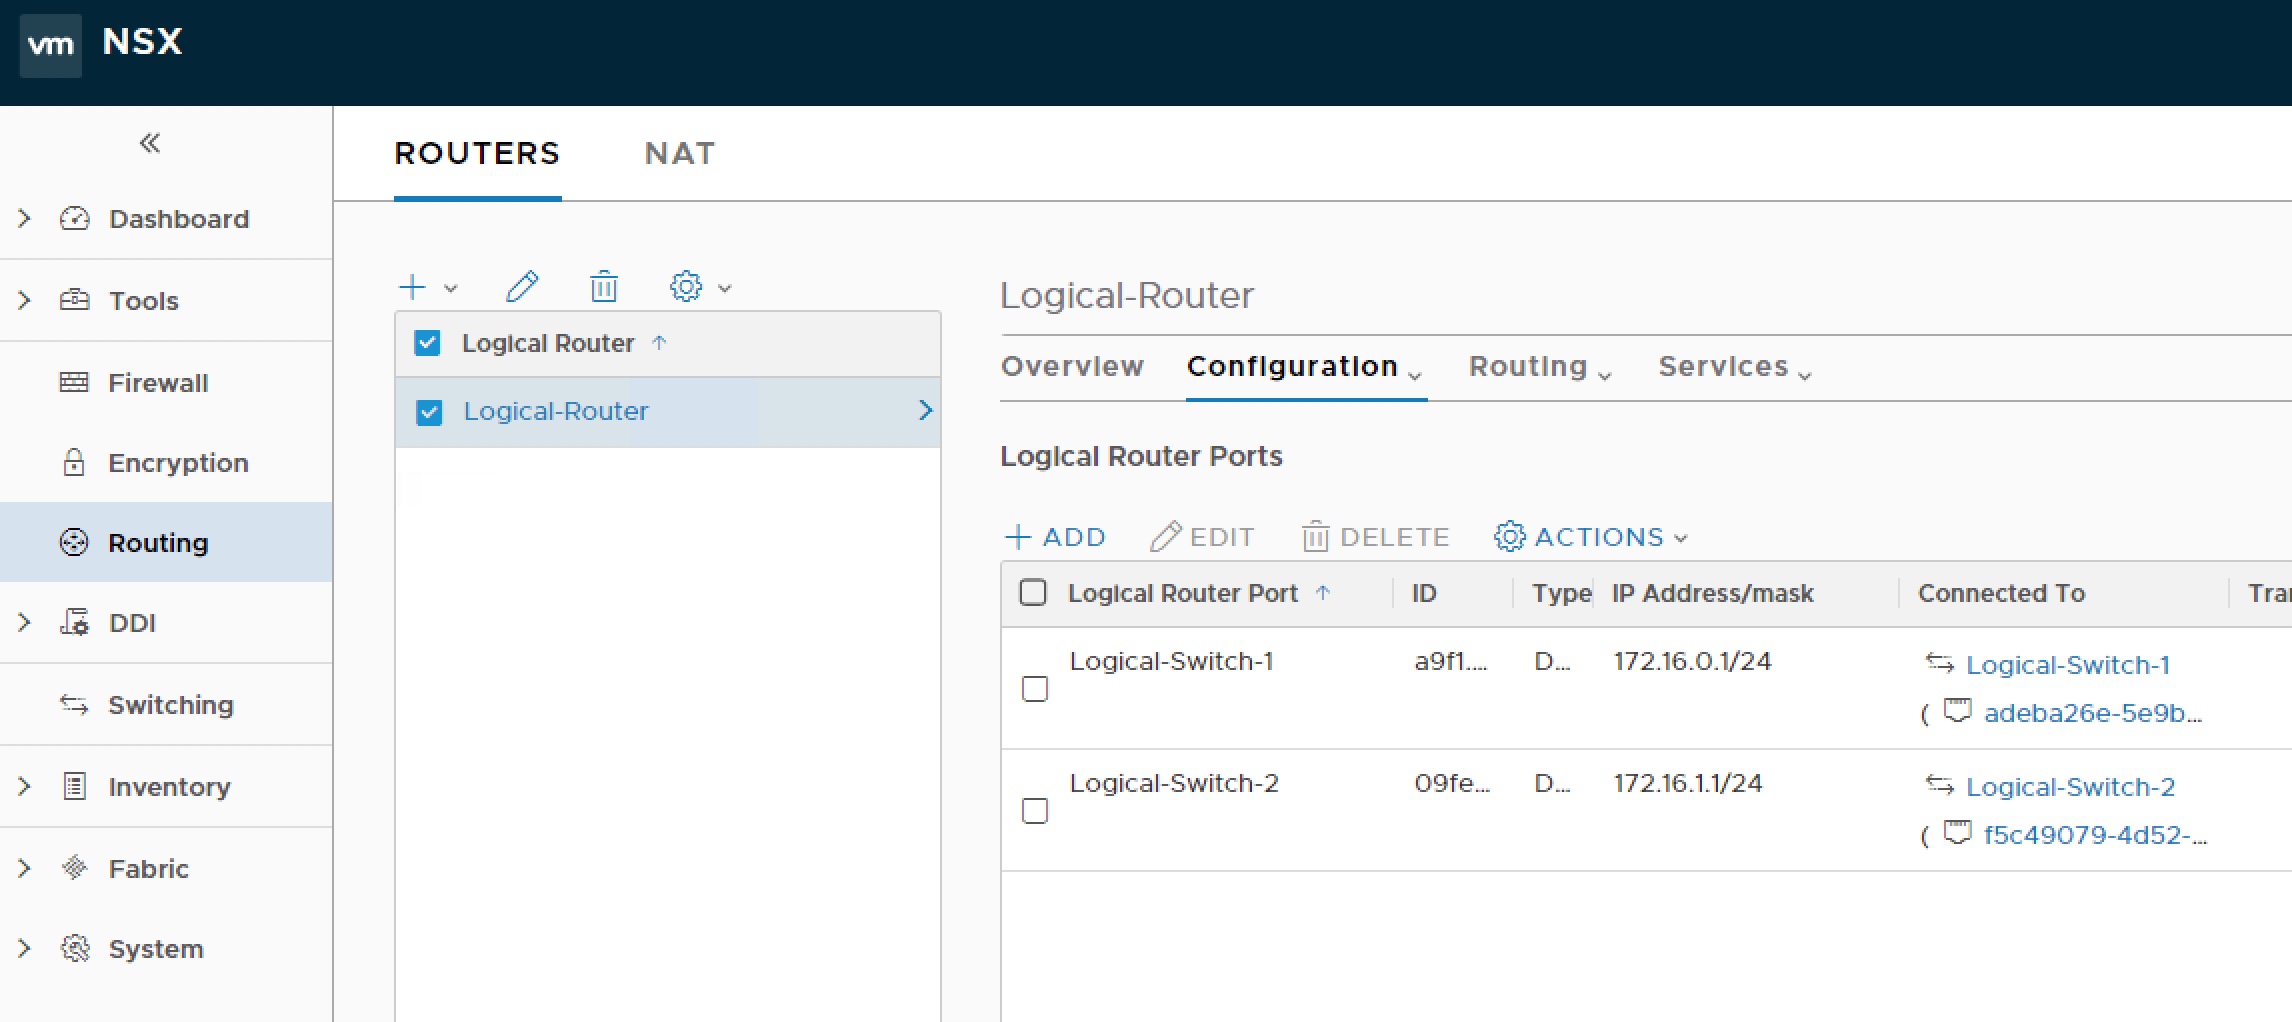 vm NSX
ROUTERS NAT
Dashboard
Tools
Firewall
Encryption
Routing
DDI
Switching
Inventory
Fabric
System
Logical Router
Logical-Router
Logical-Router
Overview Configuration Routing Services
Logical Router Ports
ADD EDIT DELETE ACTIONS
Logical Router Port ID Type IP Address/mask Connected To Tra
Logical-Switch-1 a9f1.... D... 172.16.0.1/24 Logical-Switch-1
( adeba26e-5e9b...
Logical-Switch-2 09fe... D... 172.16.1.1/24 Logical-Switch-2
( f5c49079-4d52-...